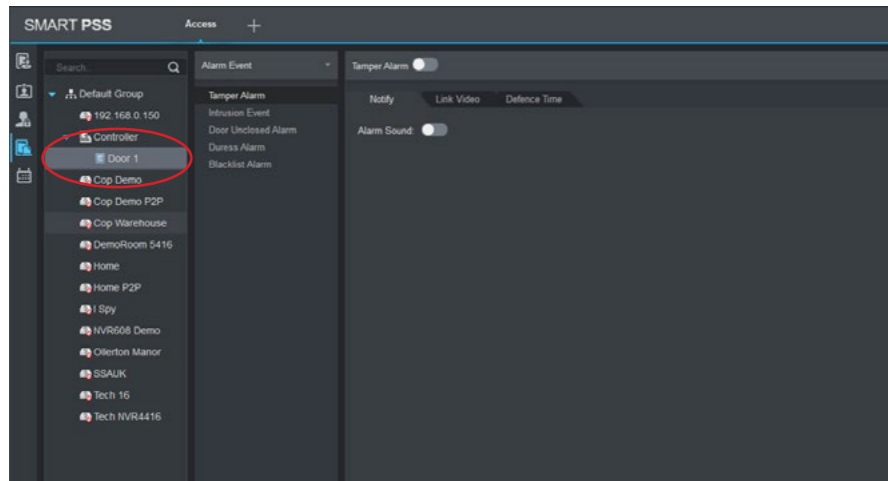 SMART PSS
Access
Search..
Alarm Event
Tamper Alarm
Default Group
192.168.0.150
Controller
Door 1
Cop Demo
Cop Demo P2P
Cop Warehouse
DemoRoom 5416
Home
Home P2P
I Spy
NVR608 Demo
Ollerton Manor
SSAUK
Tech 16
Tech NVR4416
Tamper Alarm
Intrusion Event
Door Unclosed Alarm
Duress Alarm
Blacklist Alarm
Notify
Link Video
Defence Time
Alarm Sound: